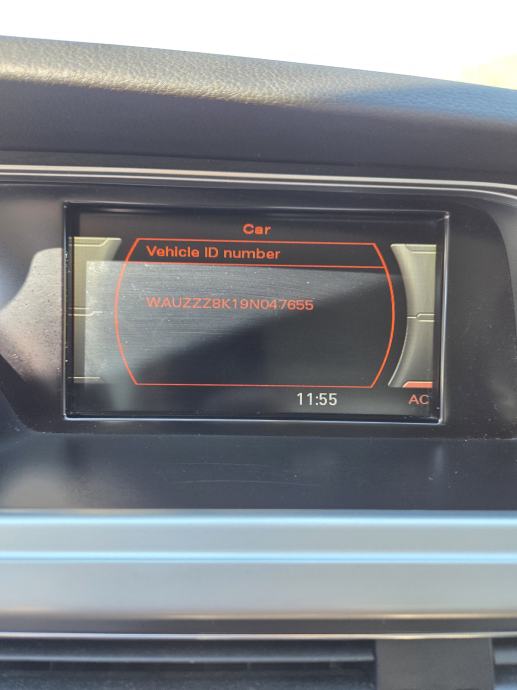 Car
Vehicle ID number
WAUZZZ8K19N047655
11:55
AC